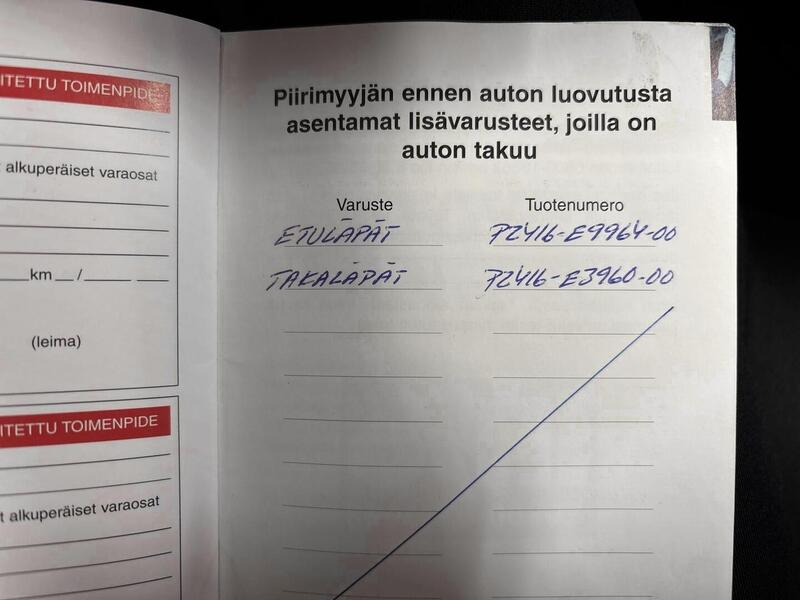 ITETTU TOIMENPIDE
alkuperäiset varaosat
km /
(leima)
ITETTU TOIMENPIDE
t alkuperäiset varaosat
Piirimyyjän ennen auton luovutusta
asentamat lisävarusteet, joilla on
auton takuu
Varuste Tuotenumero
ETULÄPÄT PZ416-E9964-00
TAKALÄPÄT PZ416-E3960-00